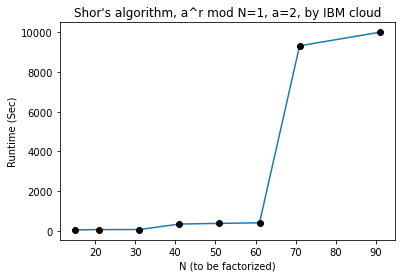 Shor's algorithm, a^r mod N=1, a=2, by IBM cloud
10000
8000
6000
4000
2000
0
Runtime (Sec)
20 30 40 50 60 70 80 90
N (to be factorized)